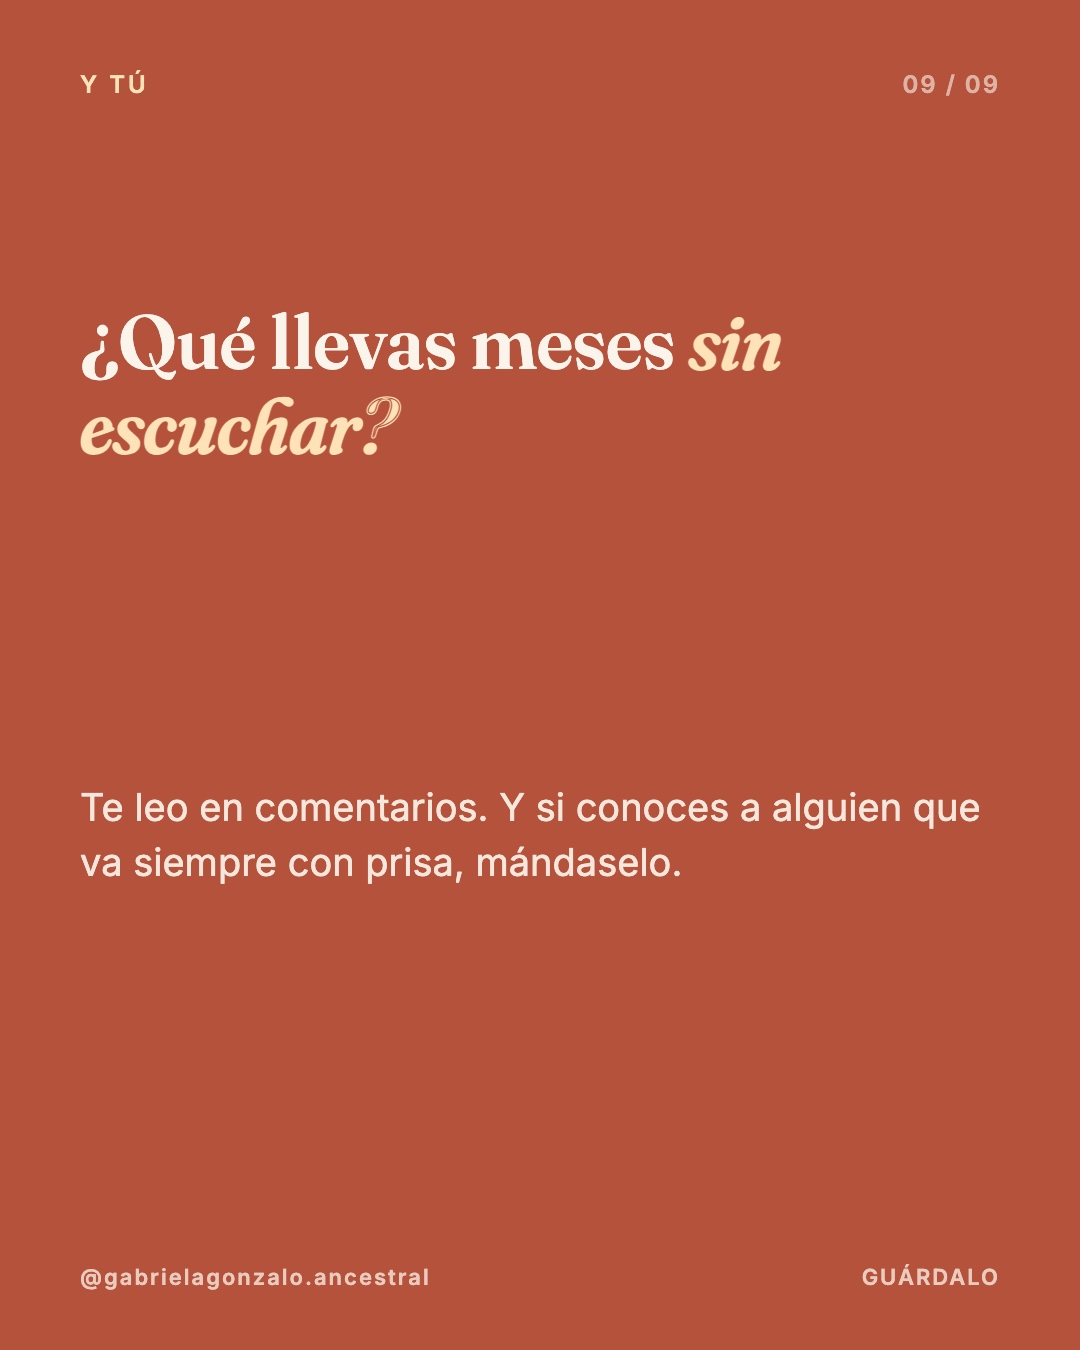 Y TÚ
09 / 09
¿Qué llevas meses sin
escuchar?
Te leo en comentarios. Y si conoces a alguien que
va siempre con prisa, mándaselo.
@gabrielagonzalo.ancestral
GUÁRDALO